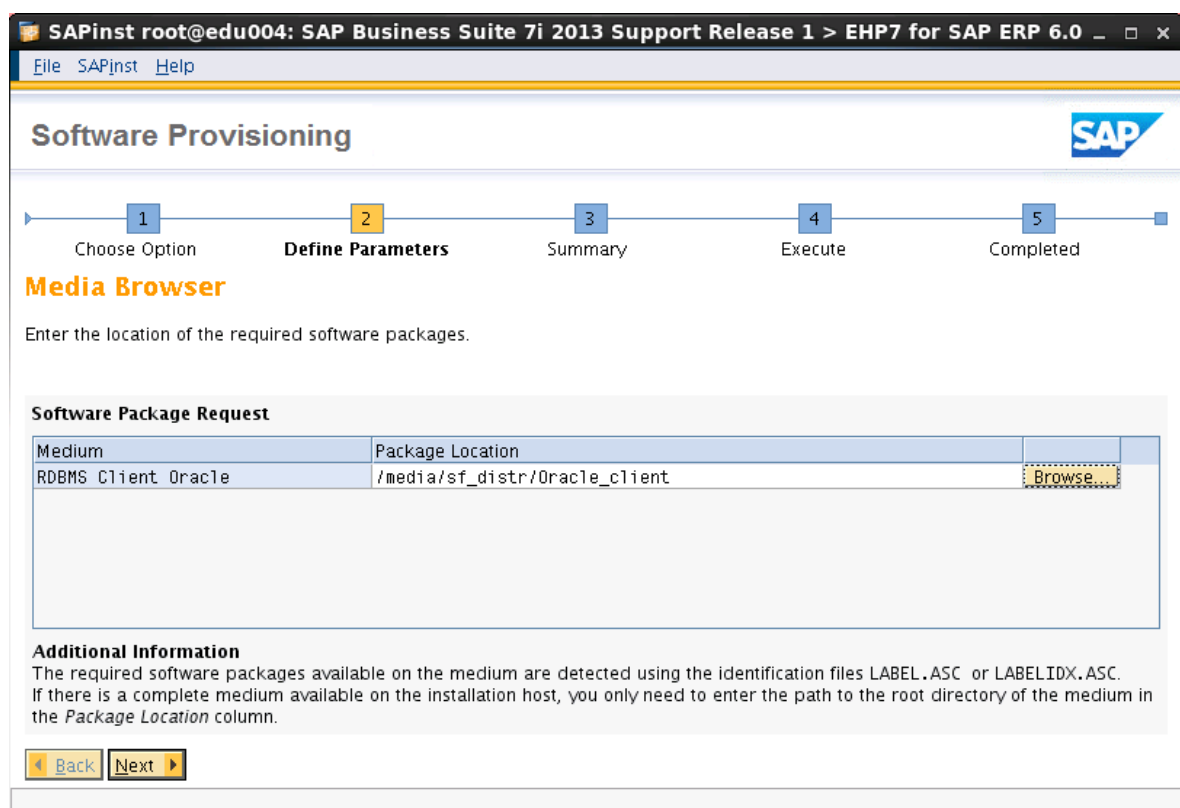 SAPinst root@edu004: SAP Business Suite 7i 2013 Support Release 1 > EHP7 for SAP ERP 6.0
File SAPinst Help
Software Provisioning
SAP
1 2 3 4 5
Choose Option Define Parameters Summary Execute Completed
Media Browser
Enter the location of the required software packages.
Software Package Request
Medium Package Location
RDBMS Client Oracle /media/sf_distr/Oracle_client Browse...
Additional Information
The required software packages available on the medium are detected using the identification files LABEL.ASC or LABELIDX.ASC.
If there is a complete medium available on the installation host, you only need to enter the path to the root directory of the medium in
the Package Location column.
Back Next